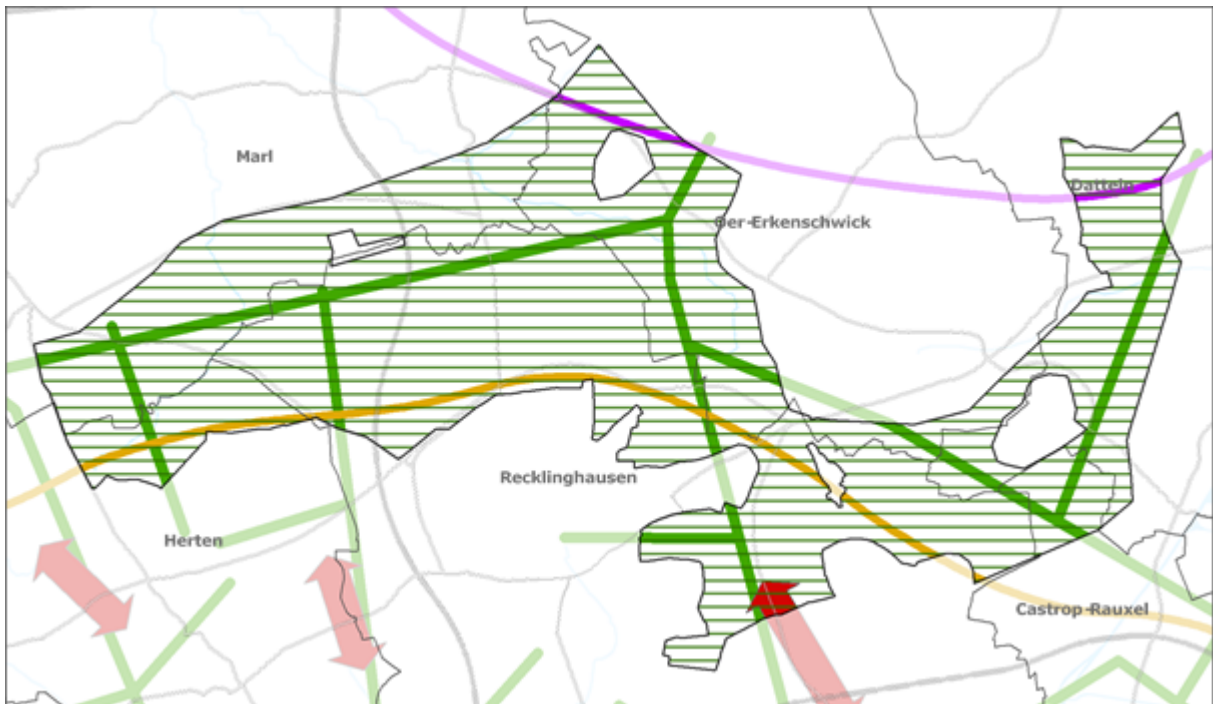 Marl
Datteln
Oer-Erkenschwick
Recklinghausen
Herten
Castrop-Rauxel